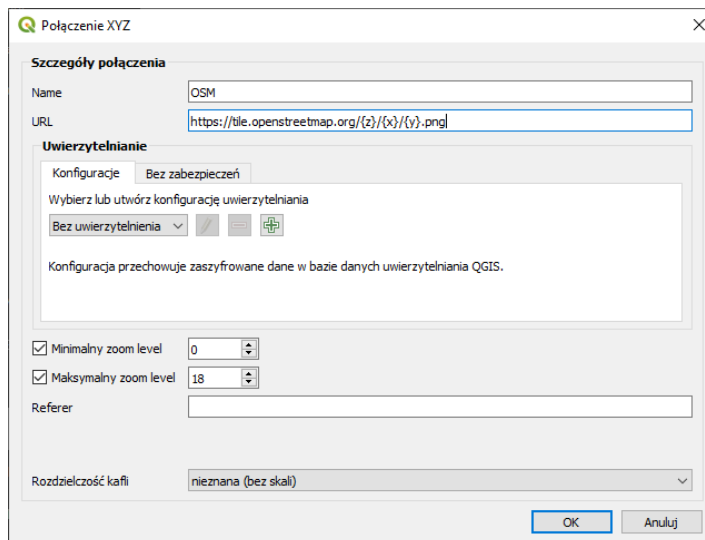 Połączenie XYZ
Szczegóły połączenia
Name OSM
URL https://tile.openstreetmap.org/{z}/{x}/{y}.png
Uwierzytelnianie
Konfiguracje Bez zabezpieczeń
Wybierz lub utwórz konfigurację uwierzytelniania
Bez uwierzytelnienia
Konfiguracja przechowuje zaszyfrowane dane w bazie danych uwierzytelniania QGIS.
Minimalny zoom level 0
Maksymalny zoom level 18
Referer
Rozdzielczość kafli nieznana (bez skali)
OK Anuluj